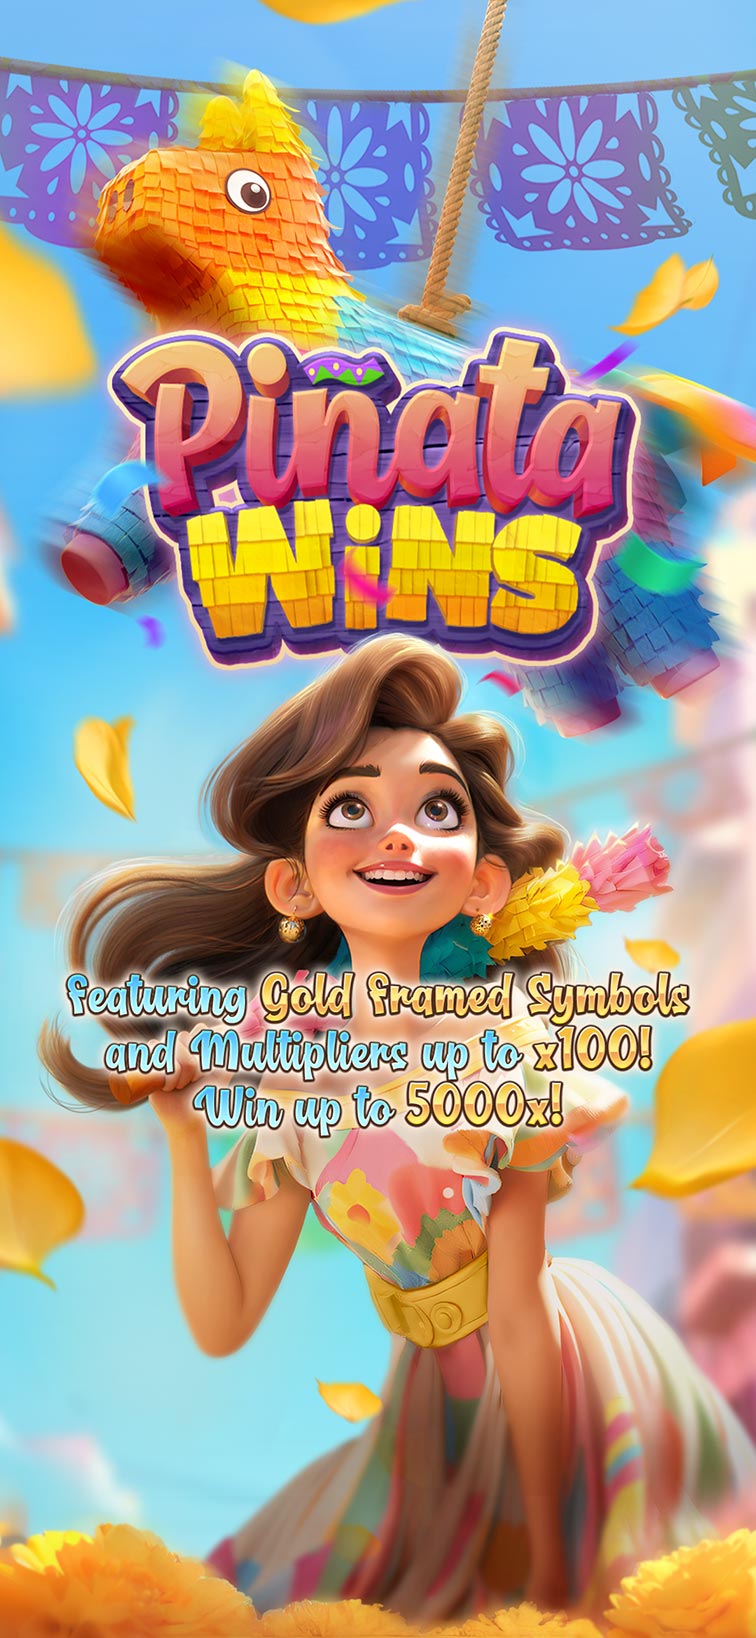 Piñata
WiNS
Featuring Gold Framed Symbols
and Multipliers up to x100!
Win up to 5000x!